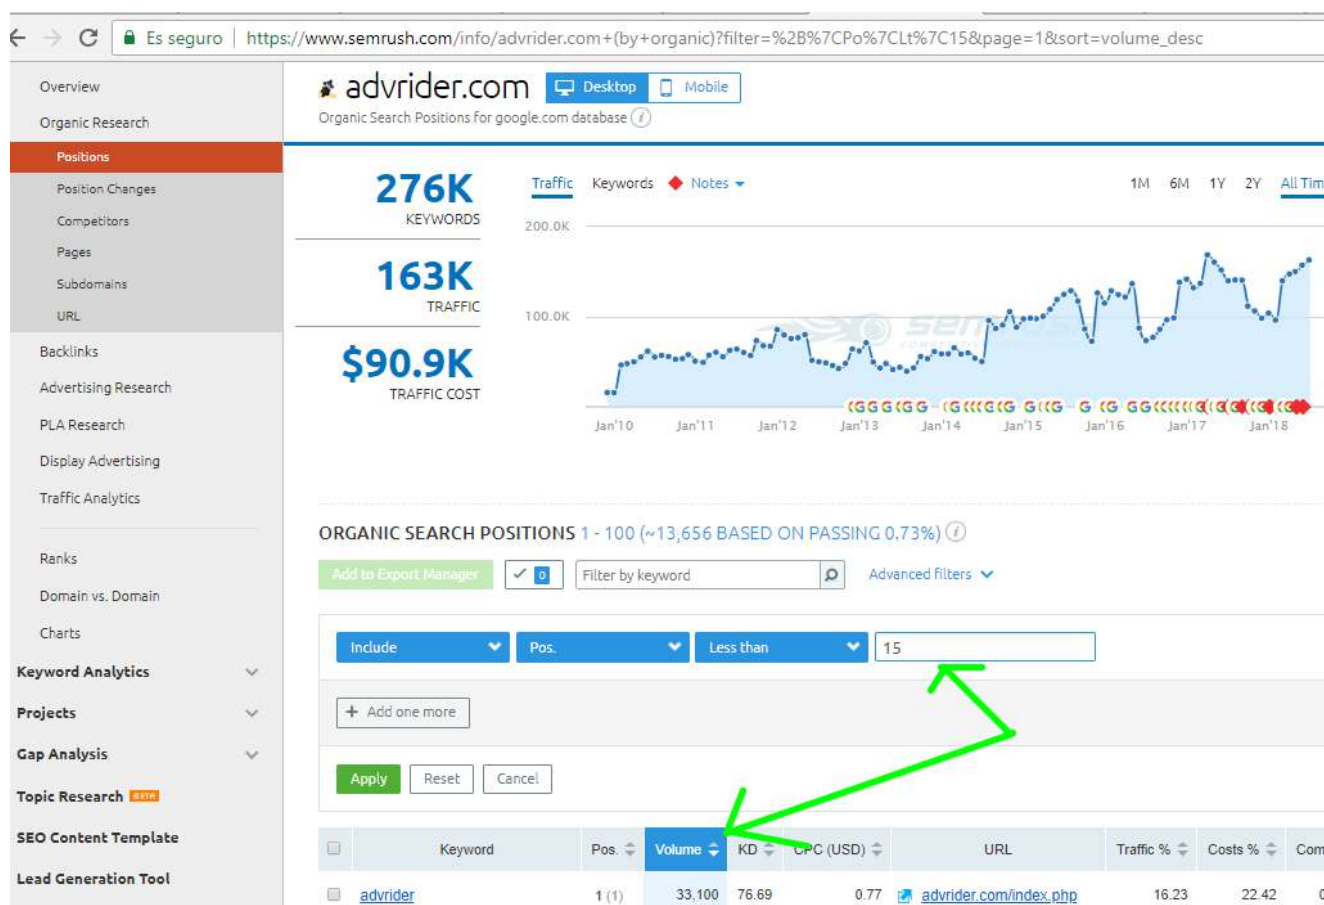 Es seguro | https://www.semrush.com/info/advrider.com+(by+organic)?filter=%2B%7CPo%7CLt%7C15&page=1&sort=volume_desc
Overview
Organic Research
Positions
Position Changes
Competitors
Pages
Subdomains
URL
Backlinks
Advertising Research
PLA Research
Display Advertising
Traffic Analytics
Ranks
Domain vs. Domain
Charts
Keyword Analytics
Projects
Gap Analysis
Topic Research BETA
SEO Content Template
Lead Generation Tool
advrider.com Desktop Mobile
Organic Search Positions for google.com database i
276K
KEYWORDS
163K
TRAFFIC
$90.9K
TRAFFIC COST
Traffic Keywords Notes 1M 6M 1Y 2Y All Tim
200.0K
100.0K
Jan'10 Jan'11 Jan'12 Jan'13 Jan'14 Jan'15 Jan'16 Jan'17 Jan'18
ORGANIC SEARCH POSITIONS 1 - 100 (~13,656 BASED ON PASSING 0.73%) i
Add to Export Manager 0 Filter by keyword Advanced filters
Include Pos. Less than 15
+ Add one more
Apply Reset Cancel
Keyword Pos. Volume KD CPC (USD) URL Traffic % Costs % Com
advrider 1 (1) 33,100 76.69 0.77 advrider.com/index.php 16.23 22.42